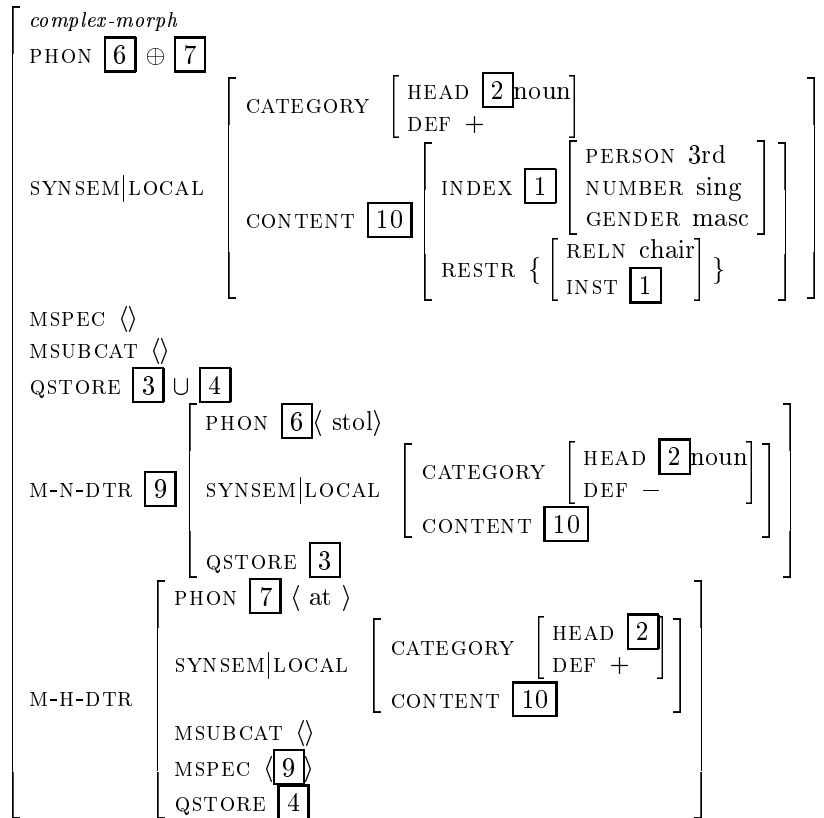 complex-morph
PHON 6 ⊕ 7
SYNSEM|LOCAL
CATEGORY
HEAD 2 noun
DEF +
CONTENT 10
INDEX 1
PERSON 3rd
NUMBER sing
GENDER masc
RESTR {
RELN chair
INST 1
}
MSPEC ⟨⟩
MSUBCAT ⟨⟩
QSTORE 3 ∪ 4
M-N-DTR 9
PHON 6 ⟨ stol⟩
SYNSEM|LOCAL
CATEGORY
HEAD 2 noun
DEF −
CONTENT 10
QSTORE 3
M-H-DTR
PHON 7 ⟨ at ⟩
SYNSEM|LOCAL
CATEGORY
HEAD 2
DEF +
CONTENT 10
MSUBCAT ⟨⟩
MSPEC ⟨ 9 ⟩
QSTORE 4